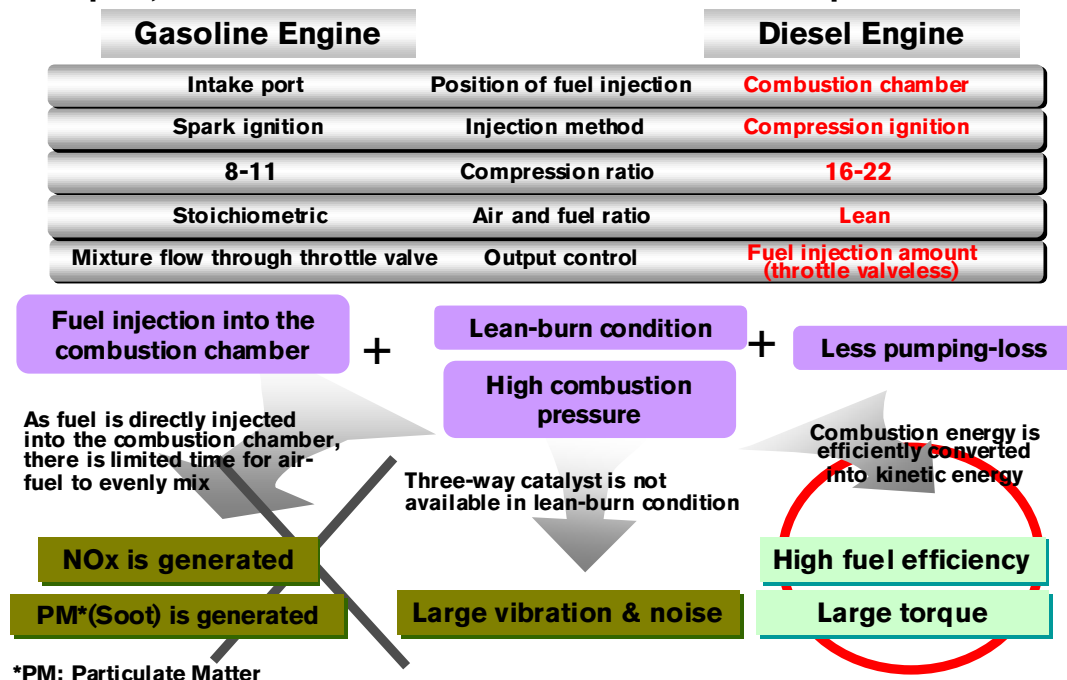 Gasoline Engine
Diesel Engine
Intake port Position of fuel injection Combustion chamber
Spark ignition Injection method Compression ignition
8-11 Compression ratio 16-22
Stoichiometric Air and fuel ratio Lean
Mixture flow through throttle valve Output control Fuel injection amount
(throttle valveless)
Fuel injection into the
combustion chamber
+
Lean-burn condition
High combustion
pressure
+
Less pumping-loss
As fuel is directly injected
into the combustion chamber,
there is limited time for air-
fuel to evenly mix
Three-way catalyst is not
available in lean-burn condition
Combustion energy is
efficiently converted
into kinetic energy
NOx is generated
PM*(Soot) is generated
Large vibration & noise
High fuel efficiency
Large torque
*PM: Particulate Matter